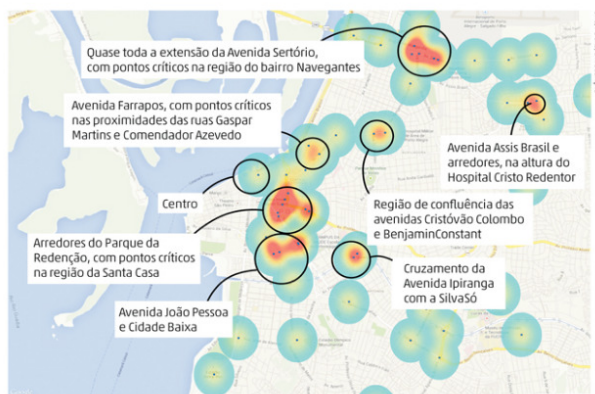 Quase toda a extensão da Avenida Sertório,
com pontos críticos na região do bairro Navegantes
Avenida Farrapos, com pontos críticos
nas proximidades das ruas Gaspar
Martins e Comendador Azevedo
Avenida Assis Brasil e
arredores, na altura do
Hospital Cristo Redentor
Centro
Região de confluência das
avenidas Cristóvão Colombo
e BenjaminConstant
Arredores do Parque da
Redenção, com pontos críticos
na região da Santa Casa
Cruzamento da
Avenida Ipiranga
com a SilvaSó
Avenida João Pessoa
e Cidade Baixa